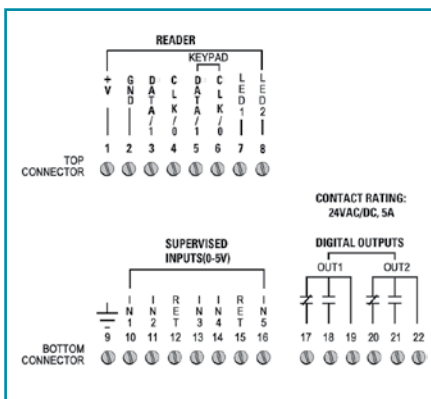 READER
KEYPAD
+V
GND
DATA/1
CLK/0
DATA/1
CLK/0
LED1
LED2
1 2 3 4 5 6 7 8
TOP
CONNECTOR
CONTACT RATING:
24VAC/DC, 5A
SUPERVISED
INPUTS(0-5V)
DIGITAL OUTPUTS
OUT1 OUT2
IN1
IN2
RET
IN3
IN4
RET
IN5
9 10 11 12 13 14 15 16
17 18 19 20 21 22
BOTTOM
CONNECTOR